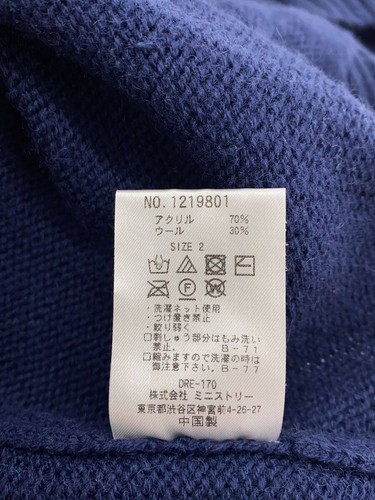 NO. 1219801
アクリル 70%
ウール 30%
SIZE 2
・洗濯ネット使用
・つけ置き禁止
・絞り弱く
□刺しゅう部分はもみ洗い
禁止. B-71
□縮みますので洗濯の時は
御注意下さい. B-77
DRE-170
株式会社 ミニストリー
東京都渋谷区神宮前4-26-27
中国製